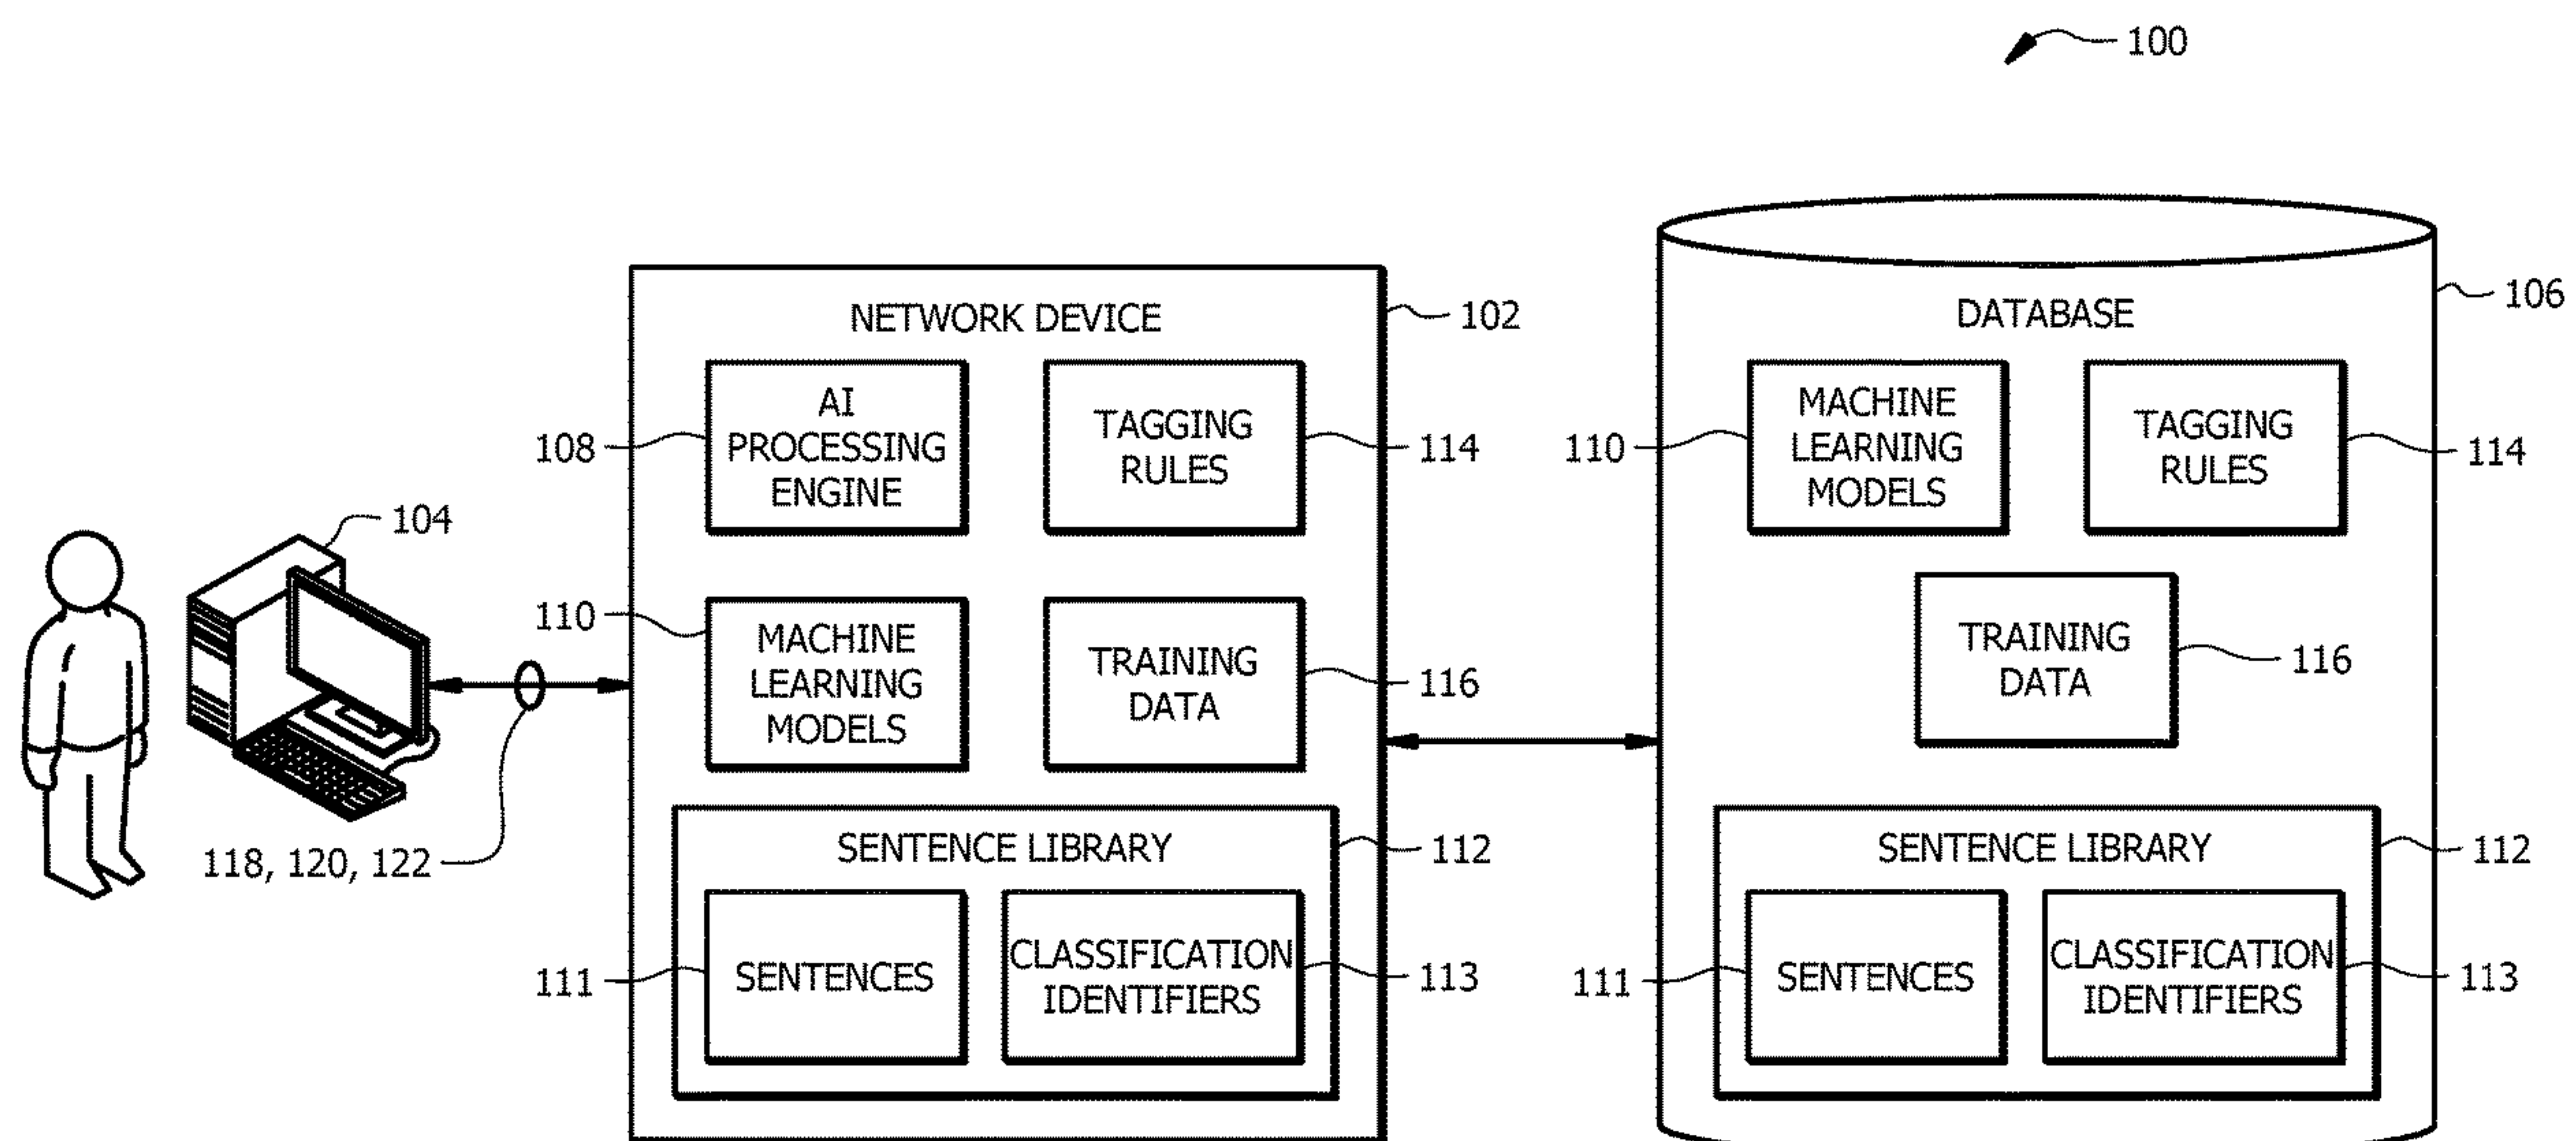 100
NETWORK DEVICE
102
AI
PROCESSING
ENGINE
108
TAGGING
RULES
114
104
110
MACHINE
LEARNING
MODELS
TRAINING
DATA
116
118, 120, 122
SENTENCE LIBRARY
112
111
SENTENCES
CLASSIFICATION
IDENTIFIERS
113
DATABASE
106
110
MACHINE
LEARNING
MODELS
TAGGING
RULES
114
TRAINING
DATA
116
SENTENCE LIBRARY
112
111
SENTENCES
CLASSIFICATION
IDENTIFIERS
113